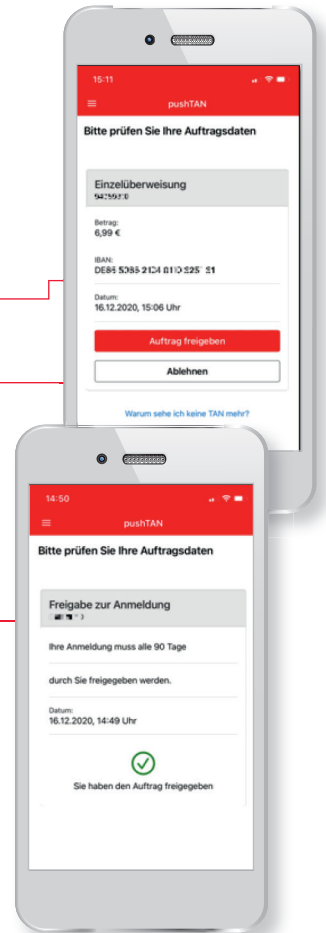 15:11
pushTAN
Bitte prüfen Sie Ihre Auftragsdaten
Einzelüberweisung
Betrag:
6,99 €
IBAN:
Datum:
16.12.2020, 15:06 Uhr
Auftrag freigeben
Ablehnen
Warum sehe ich keine TAN mehr?
14:50
pushTAN
Bitte prüfen Sie Ihre Auftragsdaten
Freigabe zur Anmeldung
Ihre Anmeldung muss alle 90 Tage
durch Sie freigegeben werden.
Datum:
16.12.2020, 14:49 Uhr
Sie haben den Auftrag freigegeben